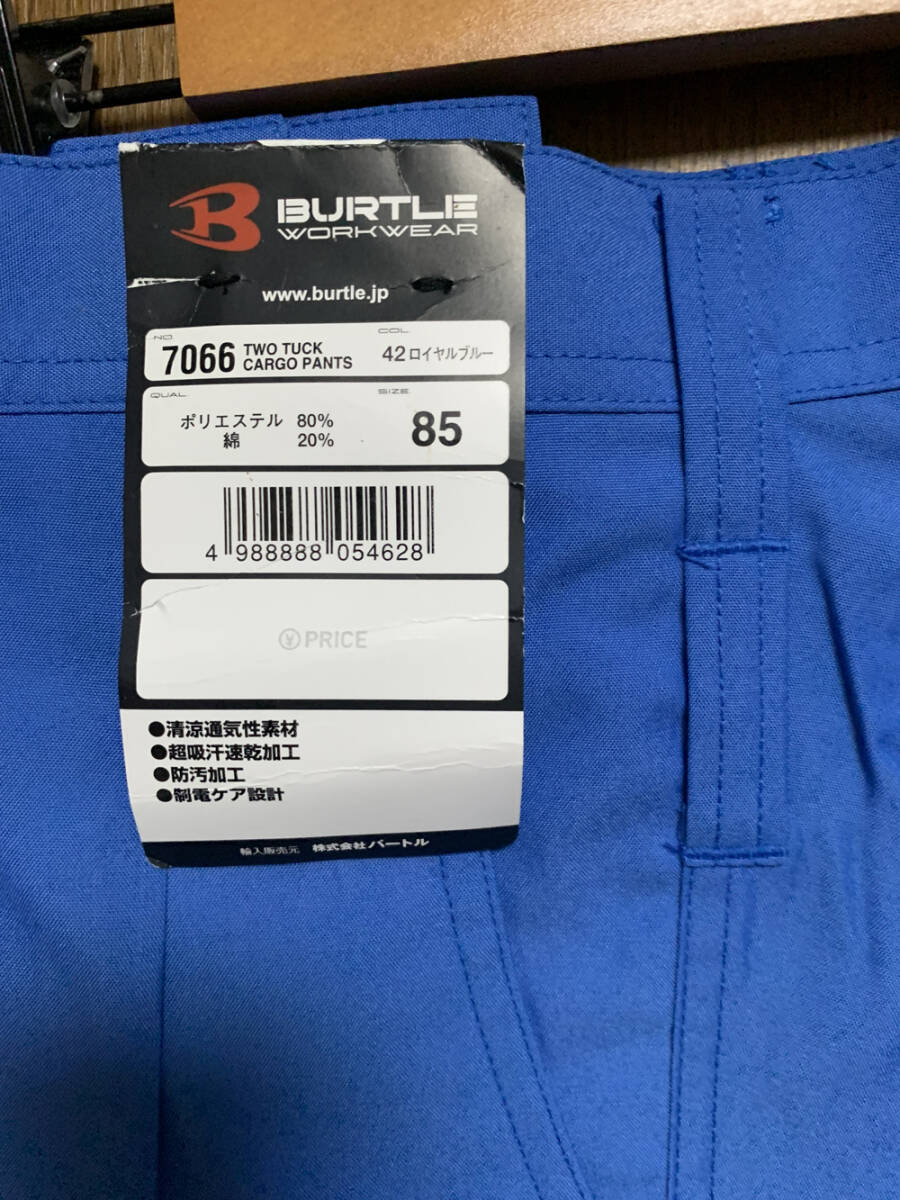 BURTLE
WORKWEAR
www.burtle.jp
NO.
7066 TWO TUCK
CARGO PANTS
COL.
42ロイヤルブルー
QUAL.
ポリエステル 80%
綿 20%
SIZE
85
4 988888 054628
¥PRICE
●清涼通気性素材
●超吸汗速乾加工
●防汚加工
●制電ケア設計
輸入販売元 株式会社バートル